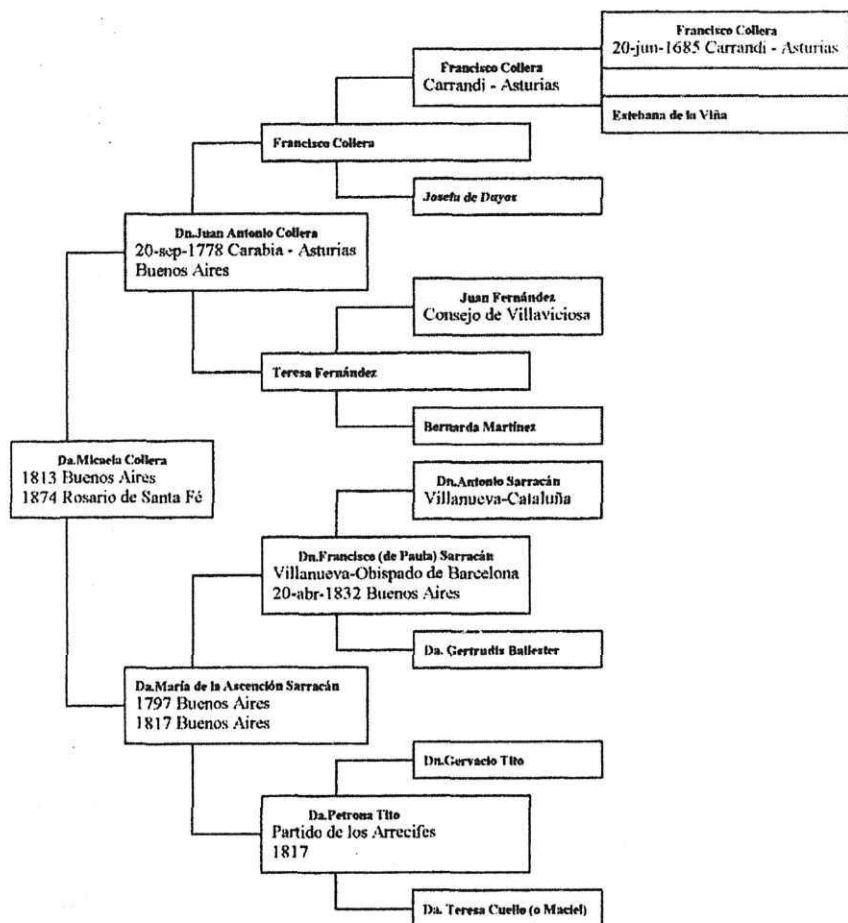 Francisco Collera
20-jun-1685 Carrandi - Asturias
Francisco Collera
Carrandi - Asturias
Estebana de la Viña
Francisco Collera
Josefa de Duyos
Dn.Juan Antonio Collera
20-sep-1778 Carabia - Asturias
Buenos Aires
Juan Fernández
Consejo de Villaviciosa
Teresa Fernández
Bernarda Martínez
Da.Micaela Collera
1813 Buenos Aires
1874 Rosario de Santa Fé
Dn.Antonio Sarracán
Villanueva-Cataluña
Dn.Francisco (de Paula) Sarracán
Villanueva-Obispado de Barcelona
20-abr-1832 Buenos Aires
Da. Gertrudis Ballester
Da.María de la Ascención Sarracán
1797 Buenos Aires
1817 Buenos Aires
Dn.Gervacio Tito
Da.Petrona Tito
Partido de los Arrecifes
1817
Da. Teresa Cuello (o Maciel)